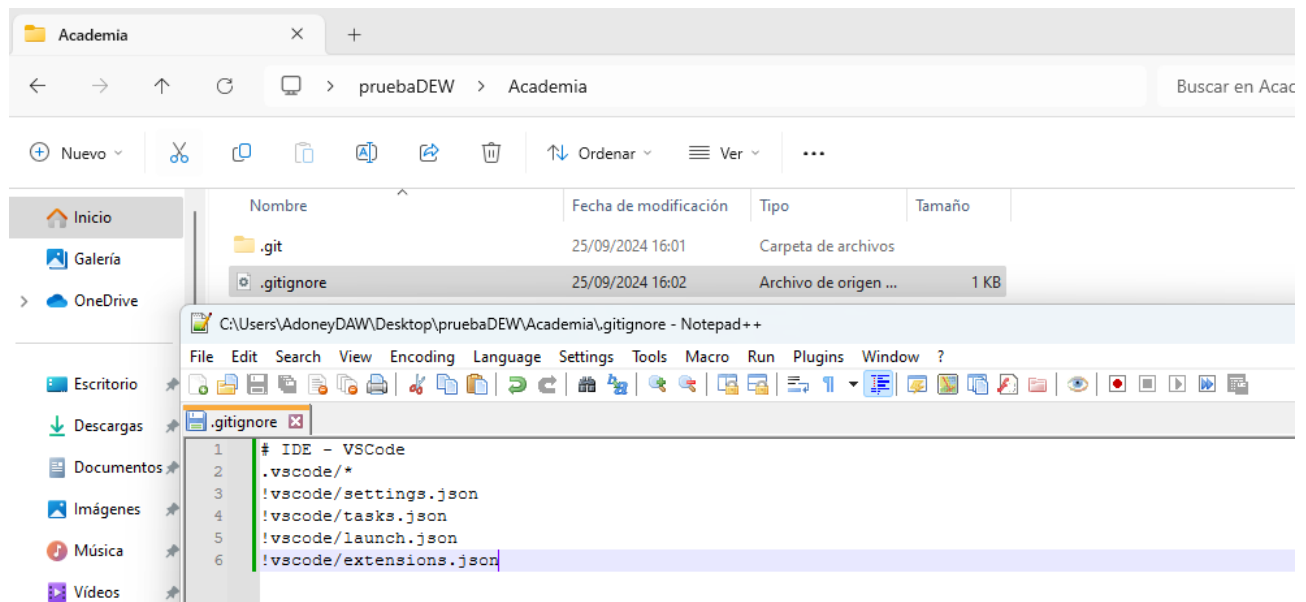 Academia
pruebaDEW > Academia
Buscar en Acad
Nuevo
Ordenar
Ver
Nombre Fecha de modificación Tipo Tamaño
Inicio
Galería
OneDrive
Escritorio
Descargas
Documentos
Imágenes
Música
Vídeos
.git 25/09/2024 16:01 Carpeta de archivos
.gitignore 25/09/2024 16:02 Archivo de origen ... 1 KB
C:\Users\AdoneyDAW\Desktop\pruebaDEW\Academia\.gitignore - Notepad++
File Edit Search View Encoding Language Settings Tools Macro Run Plugins Window ?
.gitignore
1 # IDE - VSCode
2 .vscode/*
3 !vscode/settings.json
4 !vscode/tasks.json
5 !vscode/launch.json
6 !vscode/extensions.json